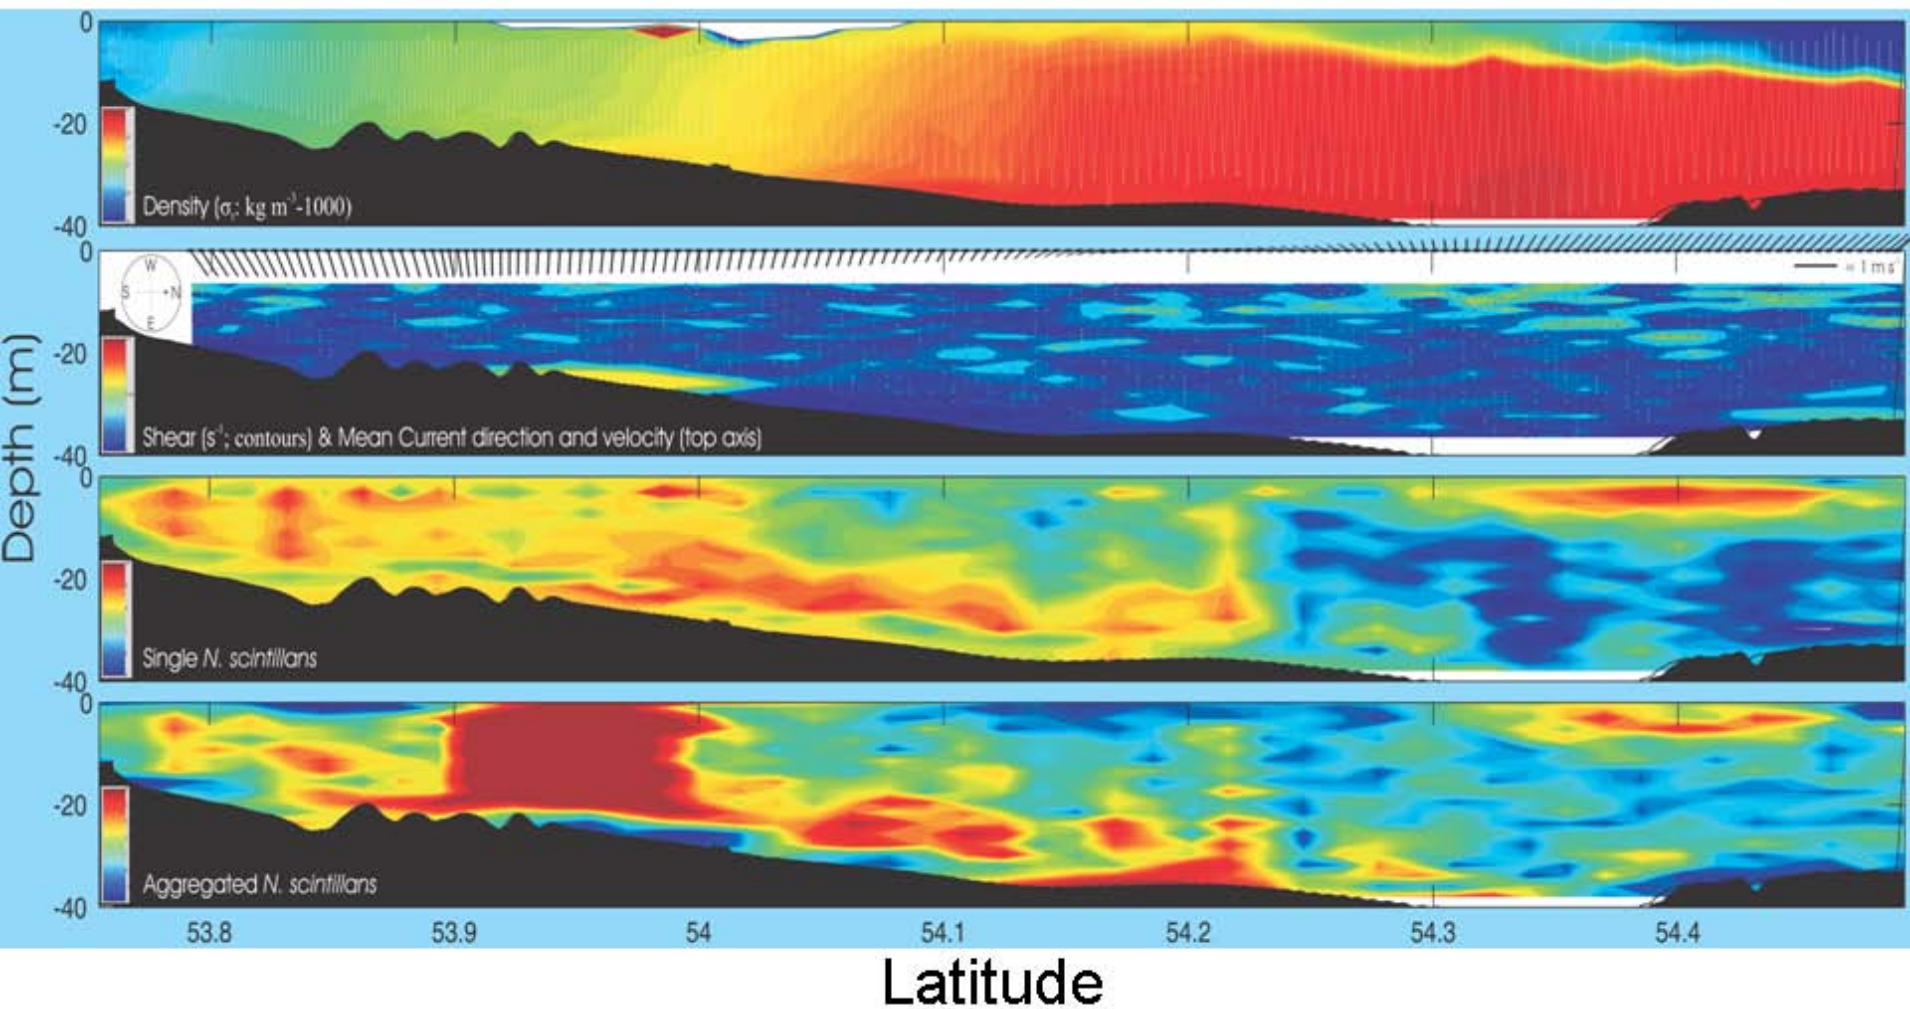 0
-20
-40
Density (σt: kg m⁻³-1000)
0
-20
-40
W
S
+N
E
= 1 m s⁻
Shear (s⁻¹; contours) & Mean Current direction and velocity (top axis)
0
-20
-40
Single N. scintillans
0
-20
-40
Aggregated N. scintillans
Depth (m)
53.8 53.9 54 54.1 54.2 54.3 54.4
Latitude